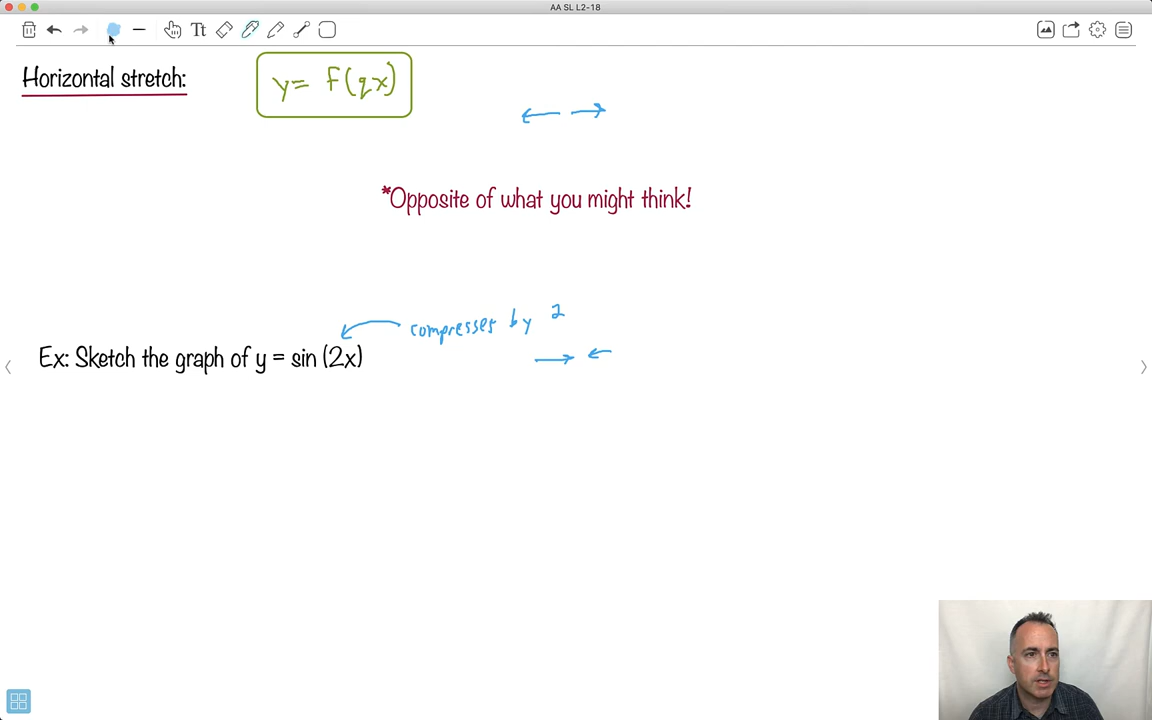 AA SL L2-18
Tt
Horizontal stretch:
y= f(qx)
*Opposite of what you might think!
compresses by 2
Ex: Sketch the graph of y = sin (2x)